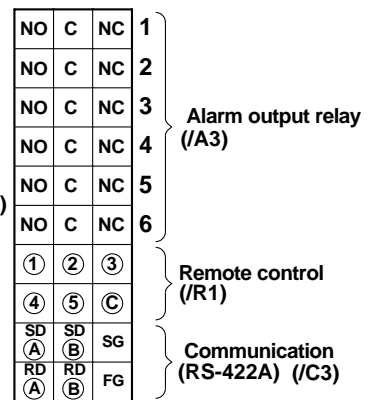 NO C NC 1
NO C NC 2
NO C NC 3
NO C NC 4
NO C NC 5
) NO C NC 6
Alarm output relay
(/A3)
① ② ③
④ ⑤ Ⓒ
Remote control
(/R1)
SD SD
Ⓐ Ⓑ SG
RD RD
Ⓐ Ⓑ FG
Communication
(RS-422A) (/C3)